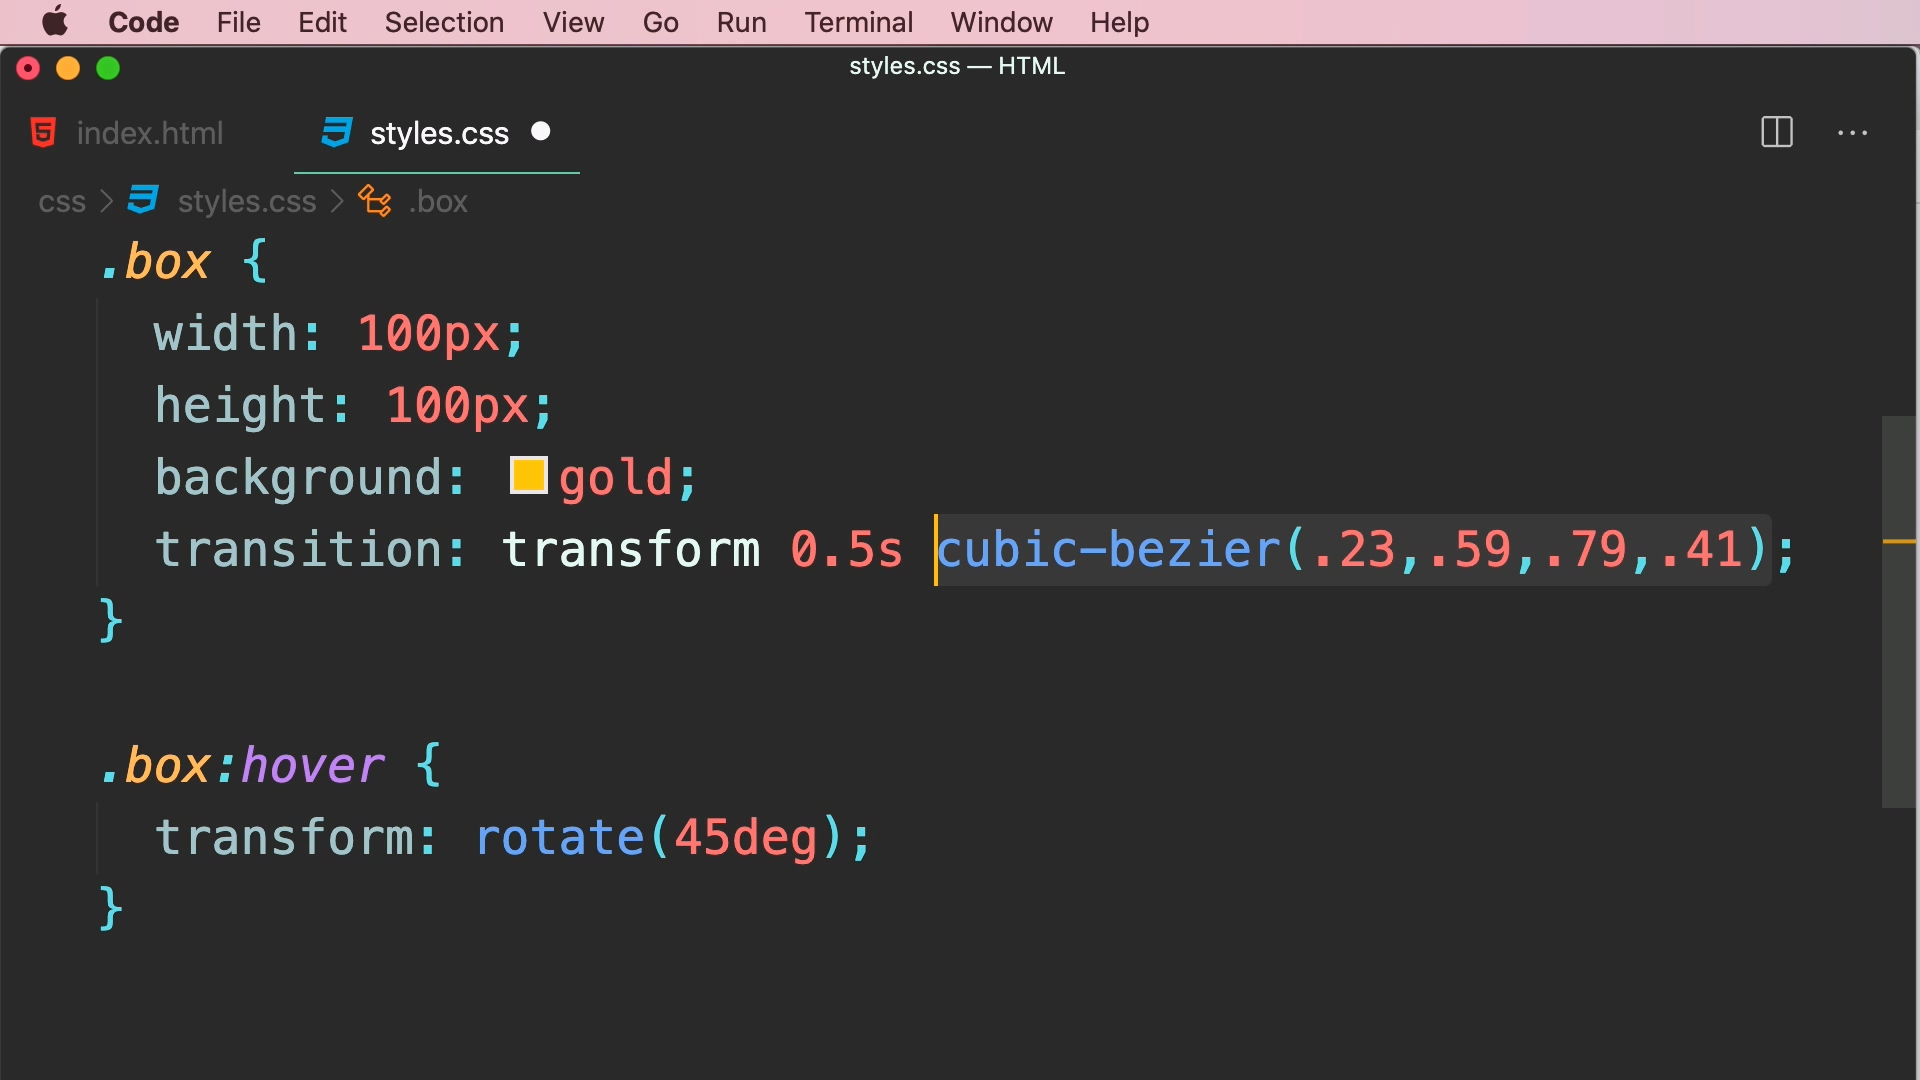 Code File Edit Selection View Go Run Terminal Window Help
styles.css — HTML
index.html styles.css
css > styles.css > .box
.box {
width: 100px;
height: 100px;
background: gold;
transition: transform 0.5s cubic-bezier(.23,.59,.79,.41);
}
.box:hover {
transform: rotate(45deg);
}